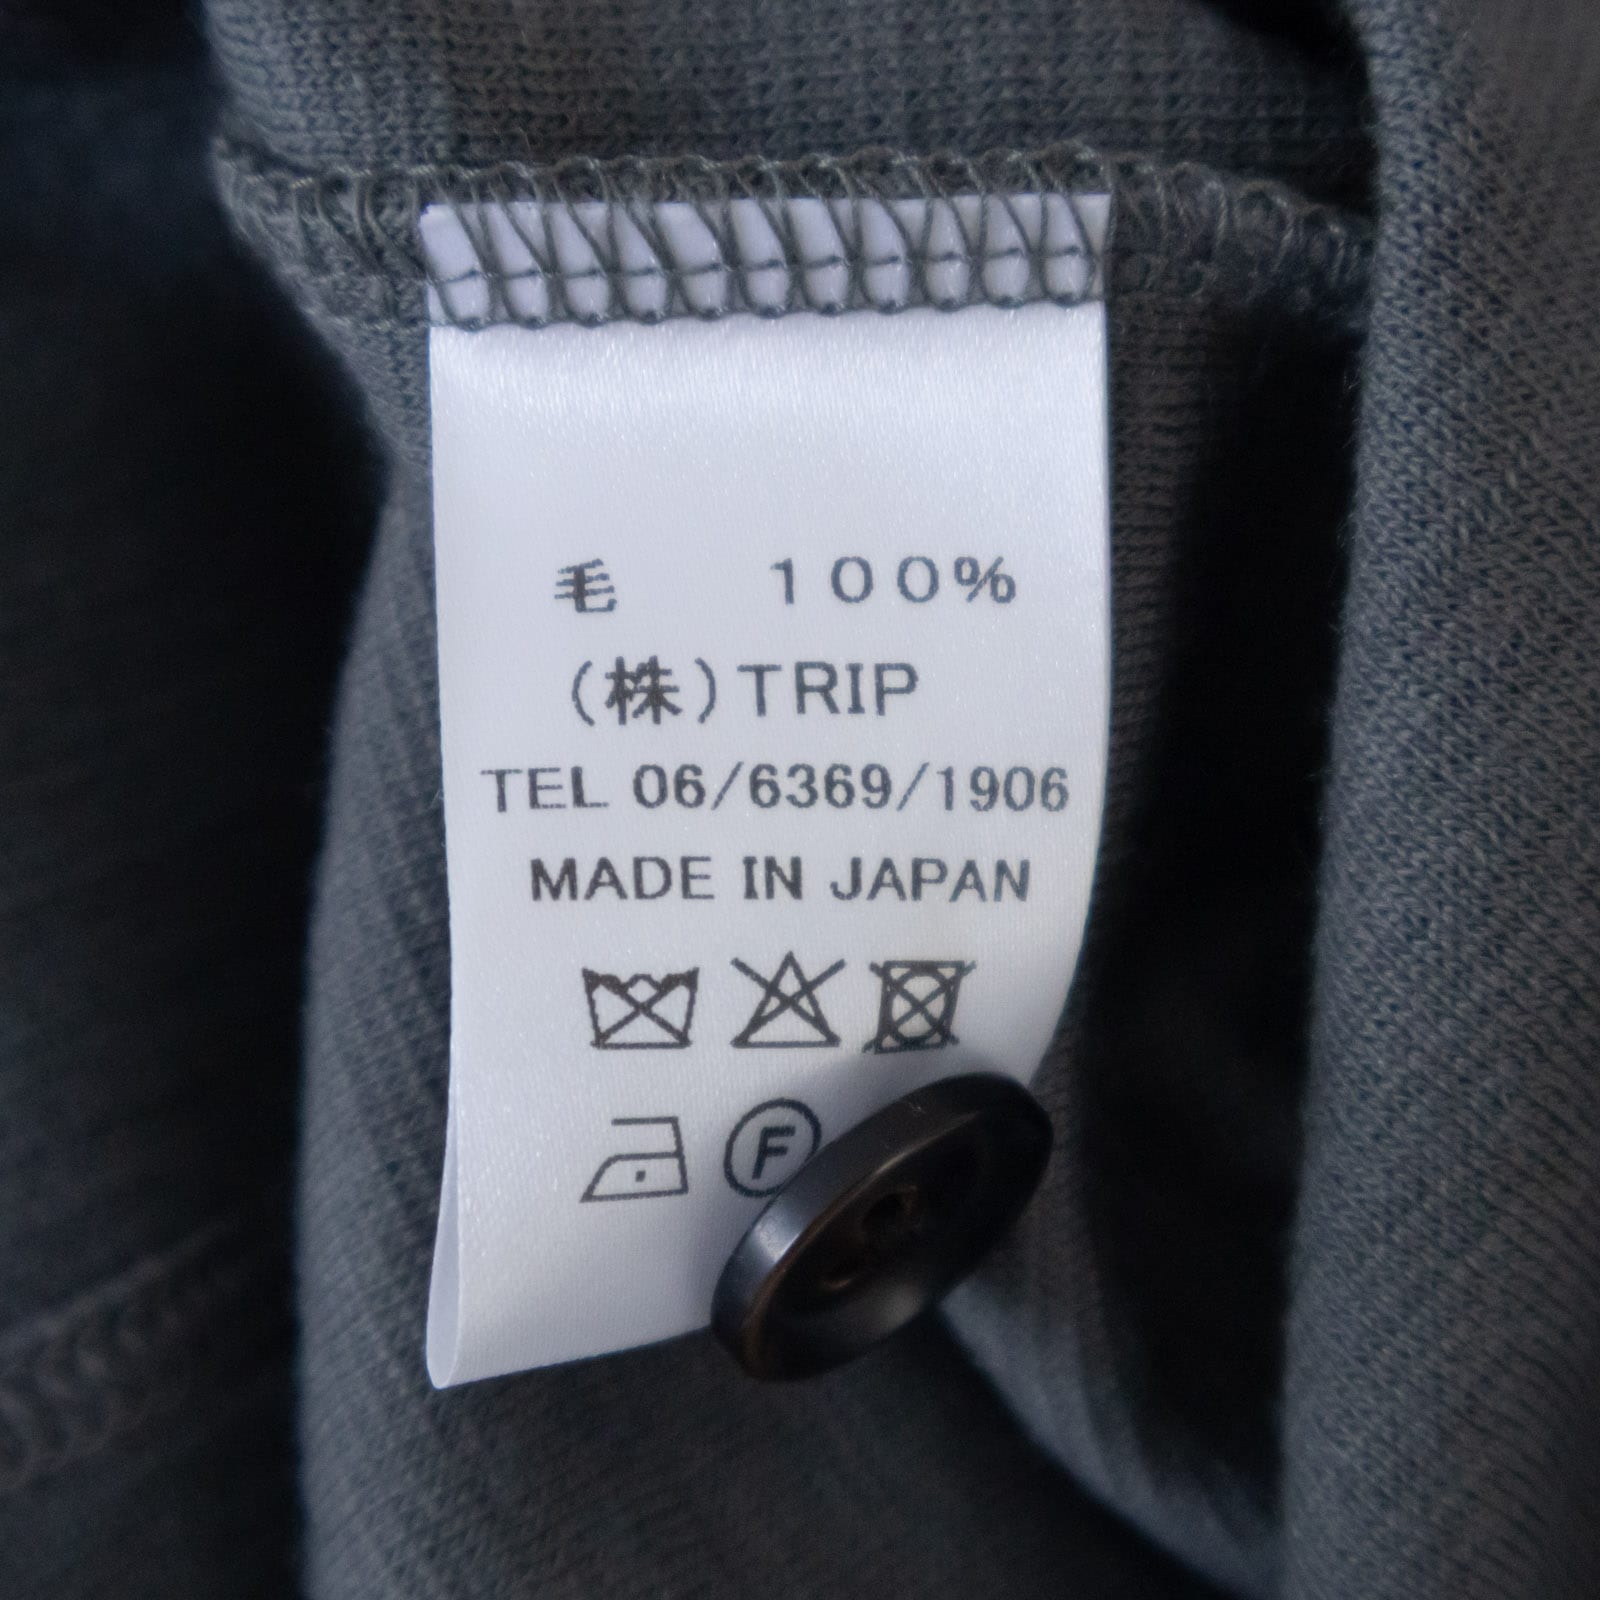 毛 100%
(株)TRIP
TEL 06/6369/1906
MADE IN JAPAN
F